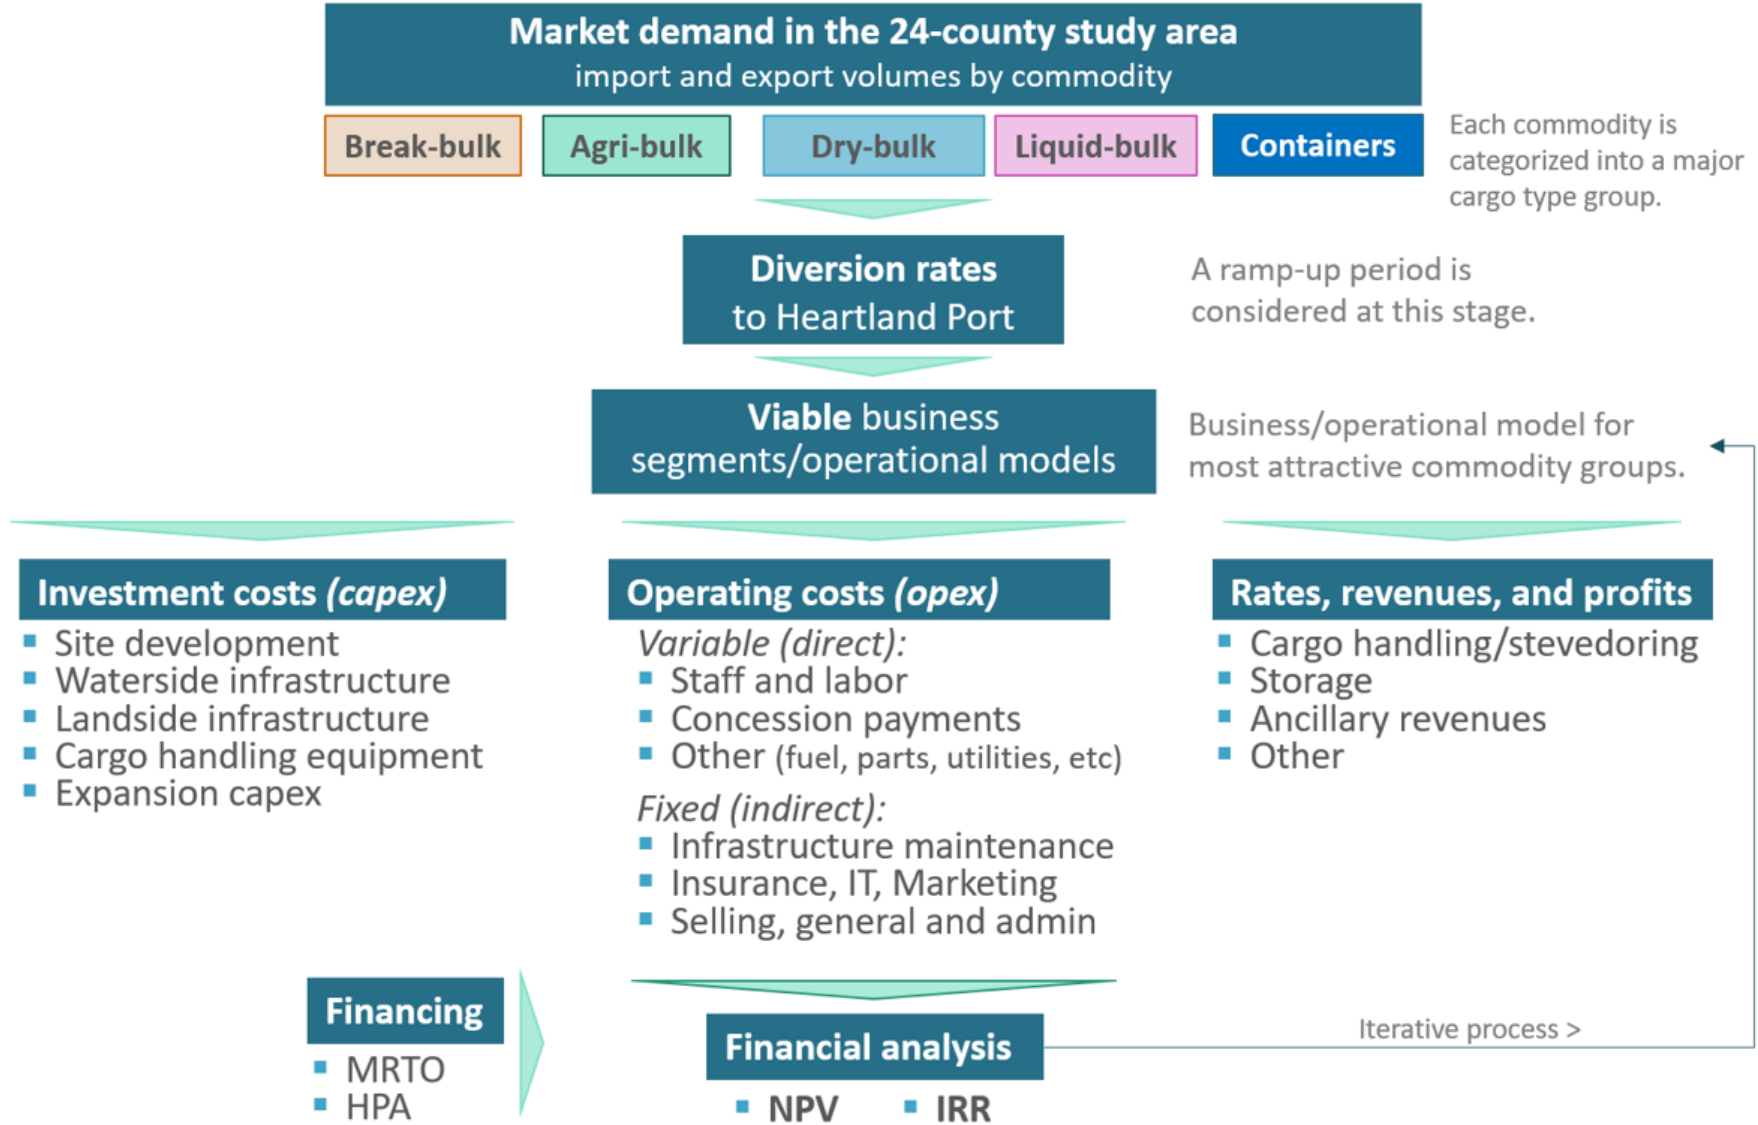 Market demand in the 24-county study area
import and export volumes by commodity
Break-bulk
Agri-bulk
Dry-bulk
Liquid-bulk
Containers
Each commodity is
categorized into a major
cargo type group.
Diversion rates
to Heartland Port
A ramp-up period is
considered at this stage.
Viable business
segments/operational models
Business/operational model for
most attractive commodity groups.
Investment costs (capex)
Site development
Waterside infrastructure
Landside infrastructure
Cargo handling equipment
Expansion capex
Operating costs (opex)
Variable (direct):
Staff and labor
Concession payments
Other (fuel, parts, utilities, etc)
Fixed (indirect):
Infrastructure maintenance
Insurance, IT, Marketing
Selling, general and admin
Rates, revenues, and profits
Cargo handling/stevedoring
Storage
Ancillary revenues
Other
Financing
MRTO
HPA
Financial analysis
NPV
IRR
Iterative process >